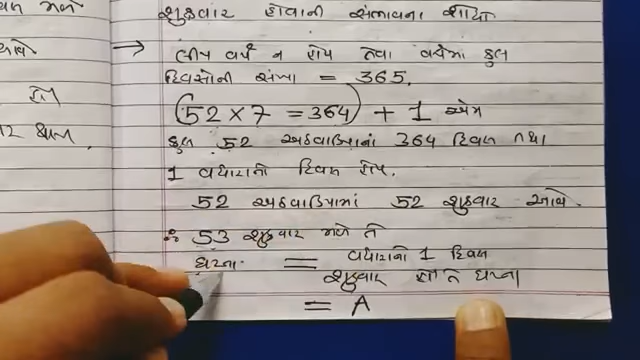 શુક્રવાર હોવાની સંભાવના શોધો
→ લીપ વર્ષ ન હોય તેવા વર્ષમાં કુલ
દિવસોની સંખ્યા = 365.
(52 × 7 = 364) + 1 એમ
કુલ 52 અઠવાડિયાનાં 364 દિવસ તથા
1 વધારાનો દિવસ હોય.
52 અઠવાડિયામાં 52 શુક્રવાર આવે.
∴ 53 શુક્રવાર મળે તે
ઘટના = વધારાનો 1 દિવસ
શુક્રવાર હોય તે ઘટના
= A